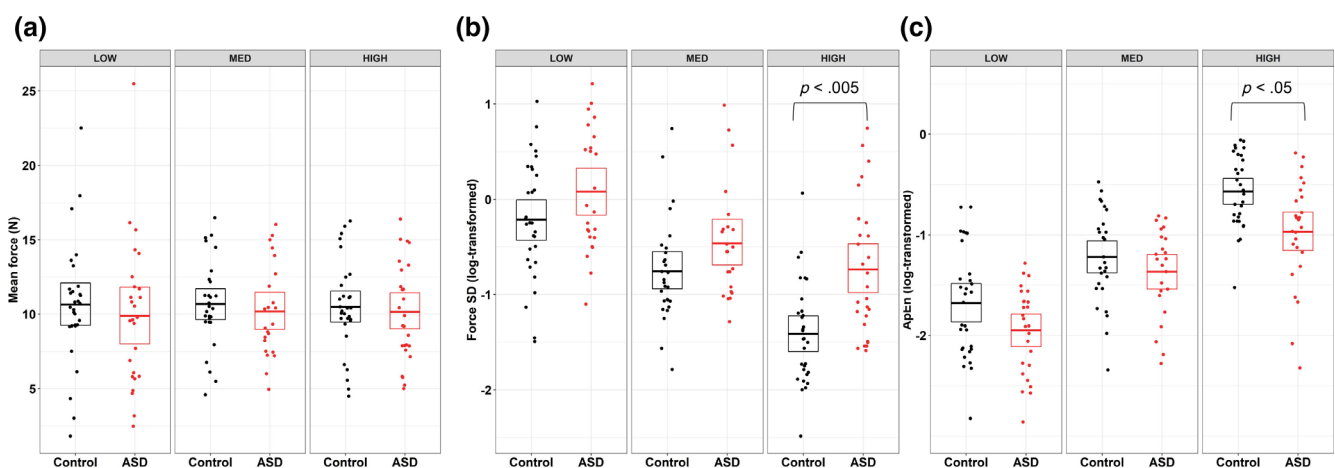 (a)
LOW MED HIGH
Mean force (N)
25
20
15
10
5
Control ASD Control ASD Control ASD
(b)
LOW MED HIGH
p < .005
Force SD (log-transformed)
1
0
-1
-2
Control ASD Control ASD Control ASD
(c)
LOW MED HIGH
p < .05
ApEn (log-transformed)
0
-1
-2
Control ASD Control ASD Control ASD